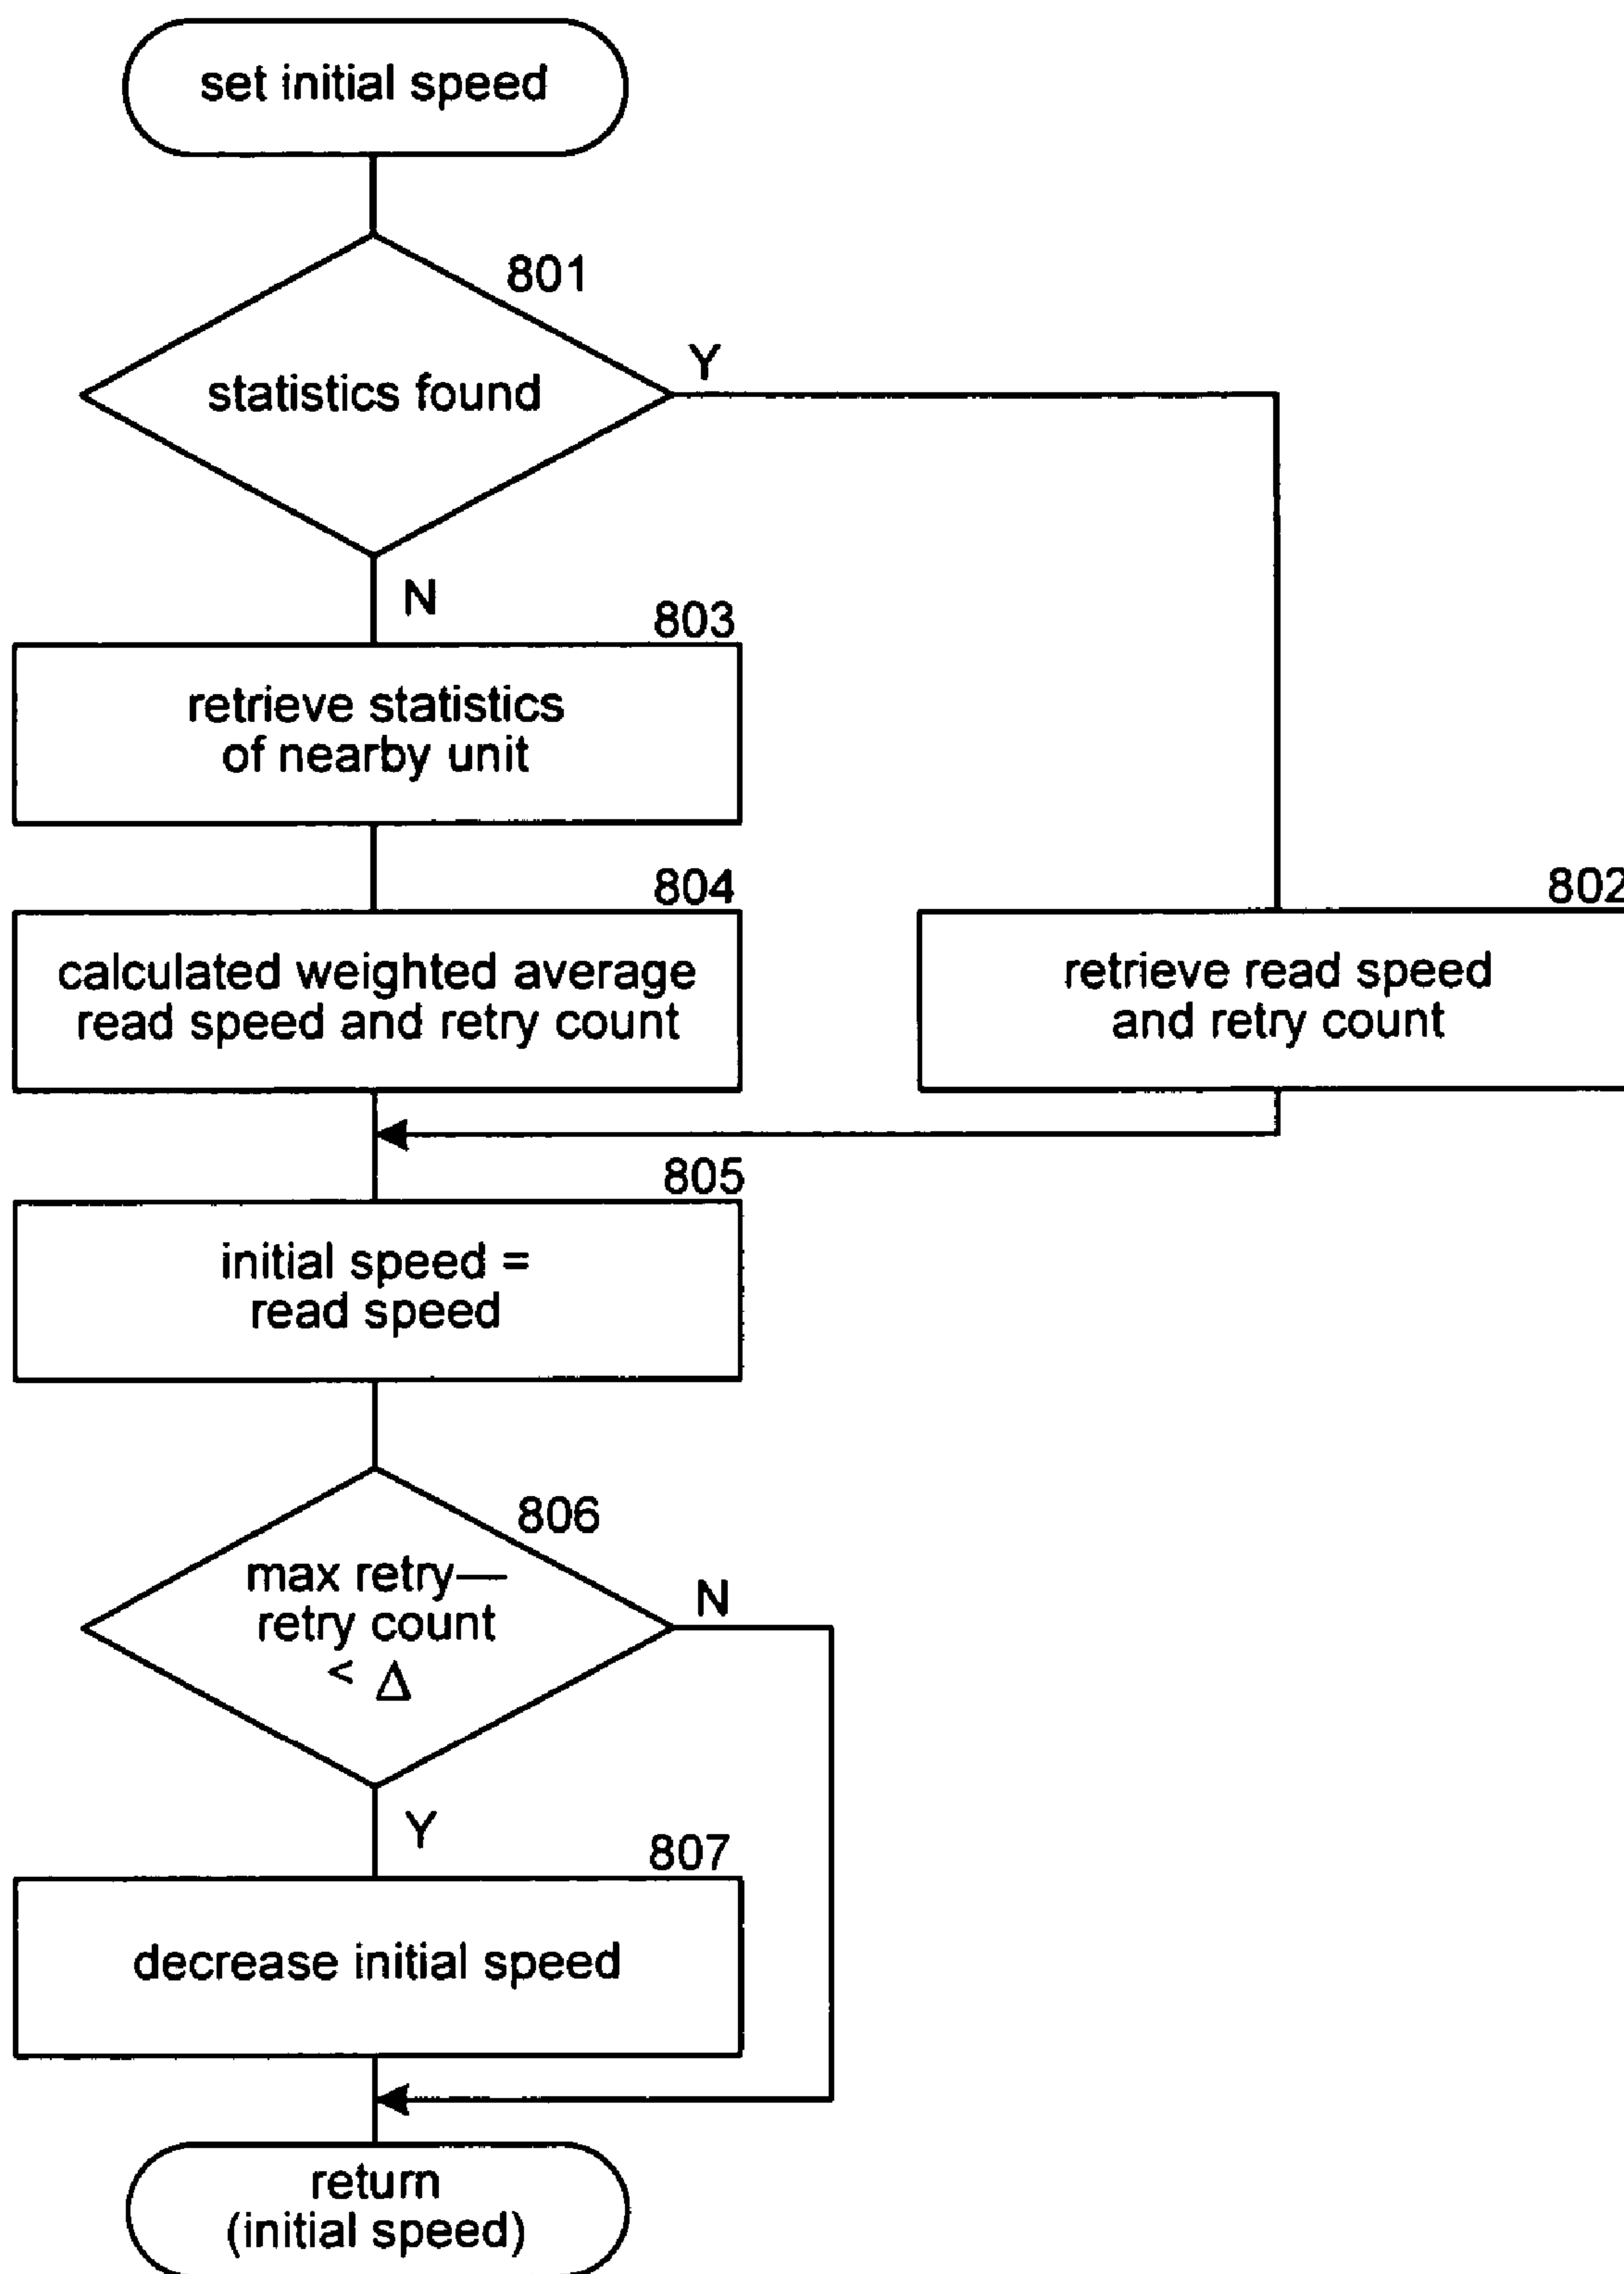 set initial speed
801
statistics found
Y
N
803
retrieve statistics
of nearby unit
804
calculated weighted average
read speed and retry count
802
retrieve read speed
and retry count
805
initial speed =
read speed
806
max retry—
retry count
< Δ
N
Y
807
decrease initial speed
return
(initial speed)